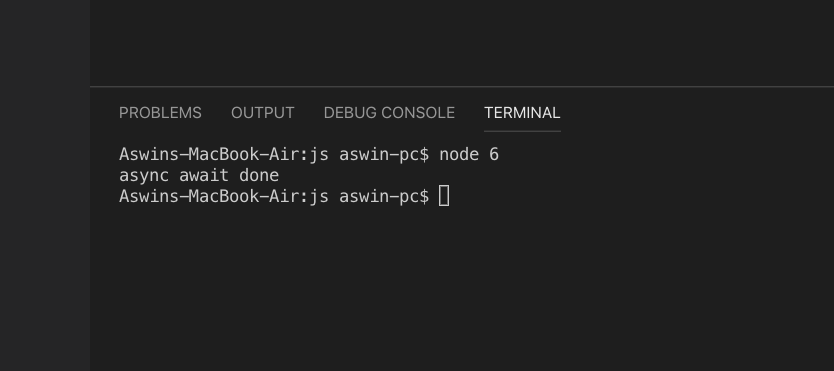 PROBLEMS OUTPUT DEBUG CONSOLE TERMINAL
Aswins-MacBook-Air:js aswin-pc$ node 6
async await done
Aswins-MacBook-Air:js aswin-pc$